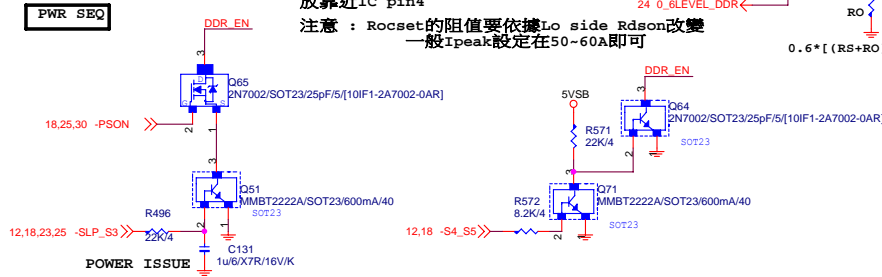 放靠近IC pin4
PWR SEQ
DDR_EN
注意 : Rocset的阻值要依據Lo side Rdson改變
一般Ipeak設定在50~60A即可
24 0_6LEVEL_DDR
RO
0.6*[(RS+RO
3
D
G
S
Q65
2N7002/SOT23/25pF/5/[10IF1-2A7002-0AR]
18,25,30 -PSON
2
1
3
Q51
MMBT2222A/SOT23/600mA/40
SOT23
R496
12,18,23,25 -SLP_S3
22K/4
2
1
C131
1u/6/X7R/16V/K
POWER ISSUE
DDR_EN
5VSB
3
Q64
2N7002/SOT23/25pF/5/[10IF1-2A7002-0AR]
R571
22K/4
SOT23
2
1
3
Q71
MMBT2222A/SOT23/600mA/40
R572
8.2K/4
SOT23
12,18 -S4_S5
2
1